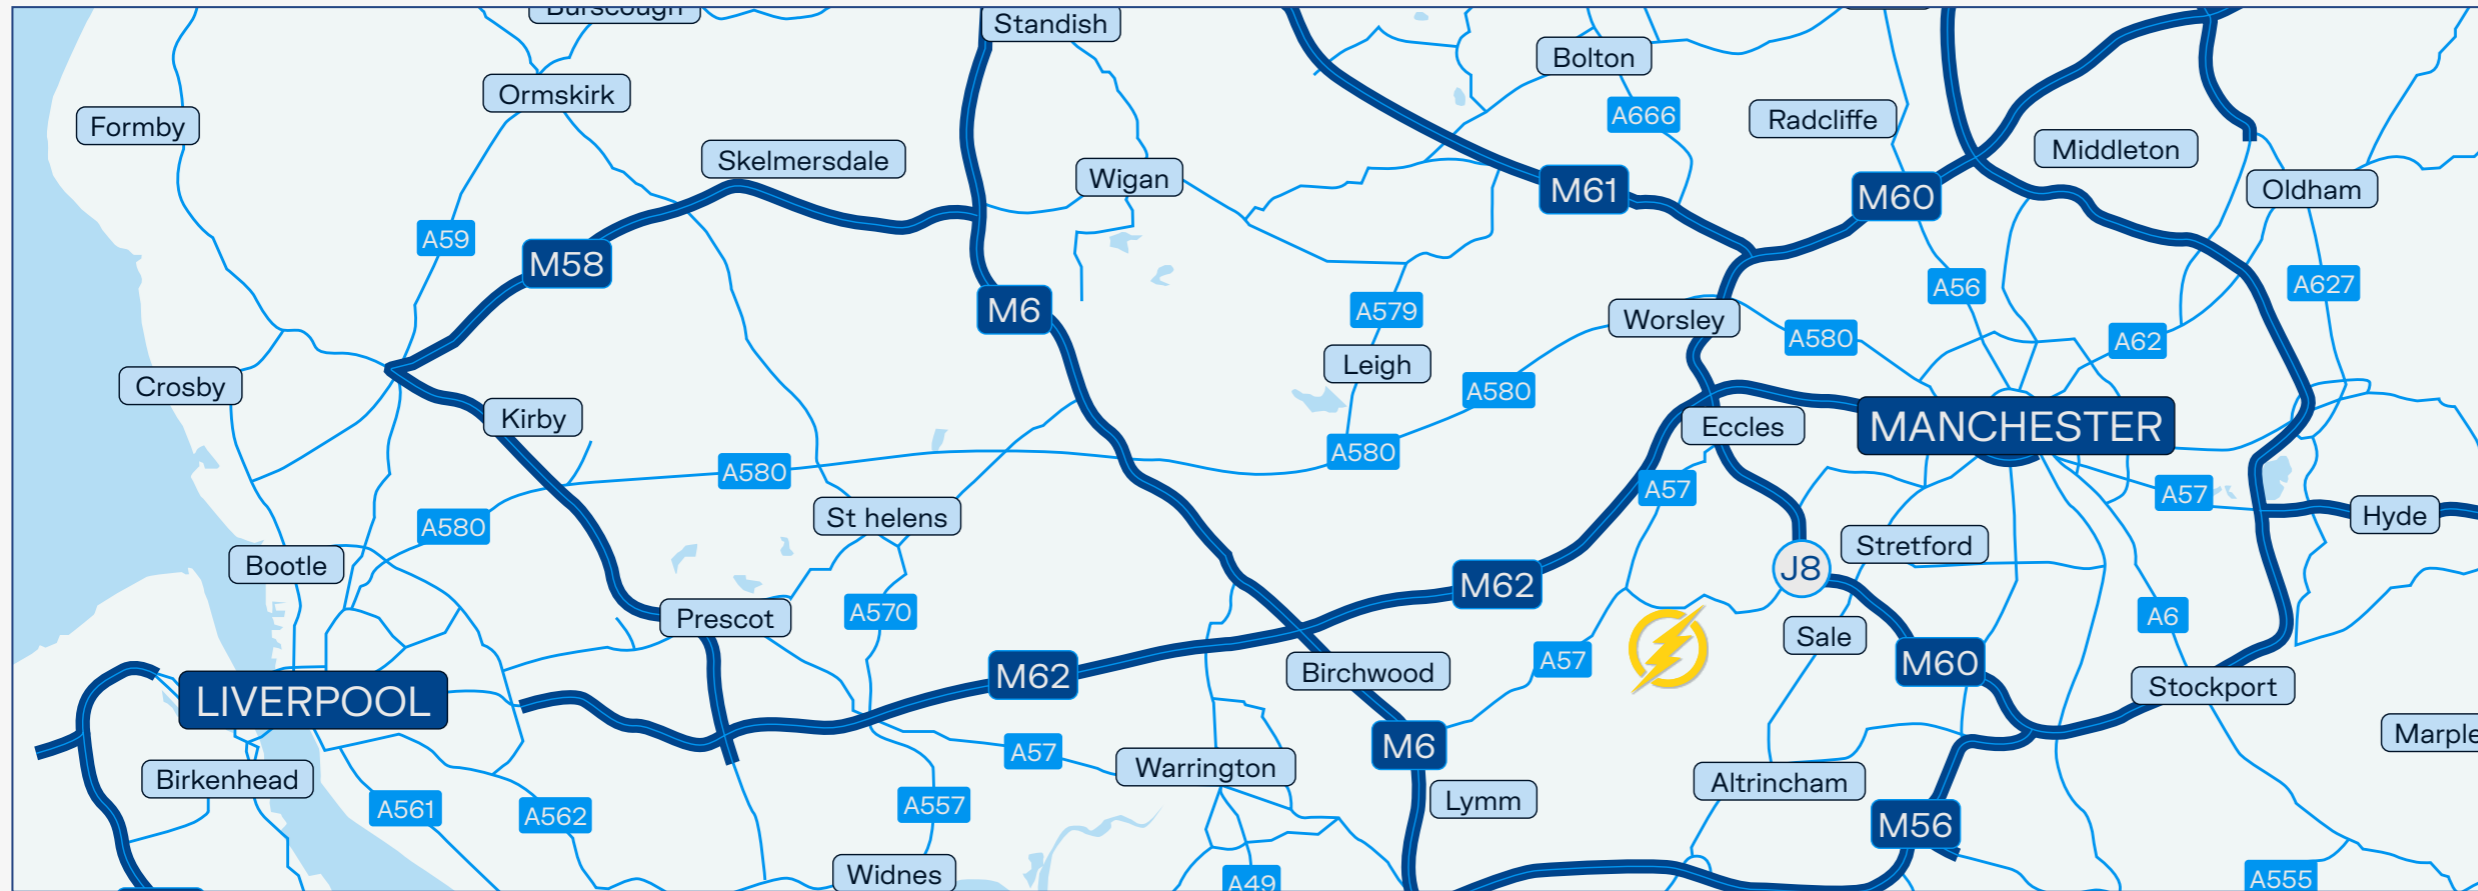 Burscough
Standish
Bolton
Ormskirk
A666
Radcliffe
Formby
Middleton
Skelmersdale
Wigan
M61
M60
Oldham
A59
M58
A56
A627
M6
A579
Worsley
A580
A62
Leigh
Crosby
A580
Kirby
Eccles
MANCHESTER
A580
A580
A57
A57
St helens
Hyde
A580
Stretford
Bootle
J8
M62
A570
Prescot
A6
Sale
A57
M60
M62
Birchwood
Stockport
LIVERPOOL
Marple
M6
A57
Warrington
Birkenhead
Altrincham
Lymm
A561
A562
A557
M56
Widnes
A49
A555